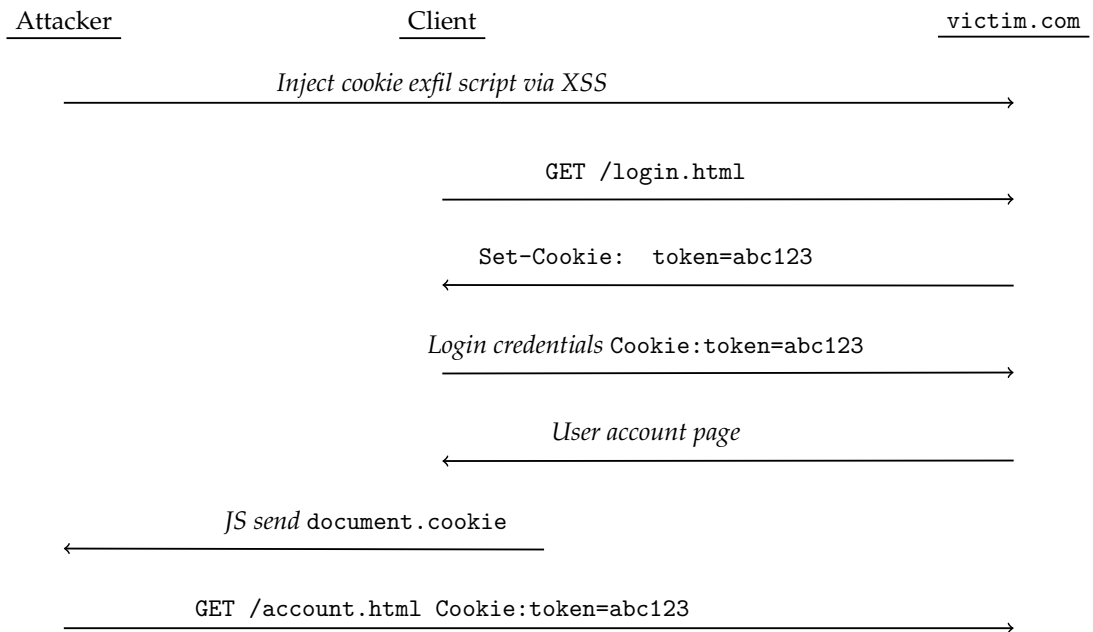 Attacker Client victim.com
Inject cookie exfil script via XSS
GET /login.html
Set-Cookie: token=abc123
Login credentials Cookie:token=abc123
User account page
JS send document.cookie
GET /account.html Cookie:token=abc123